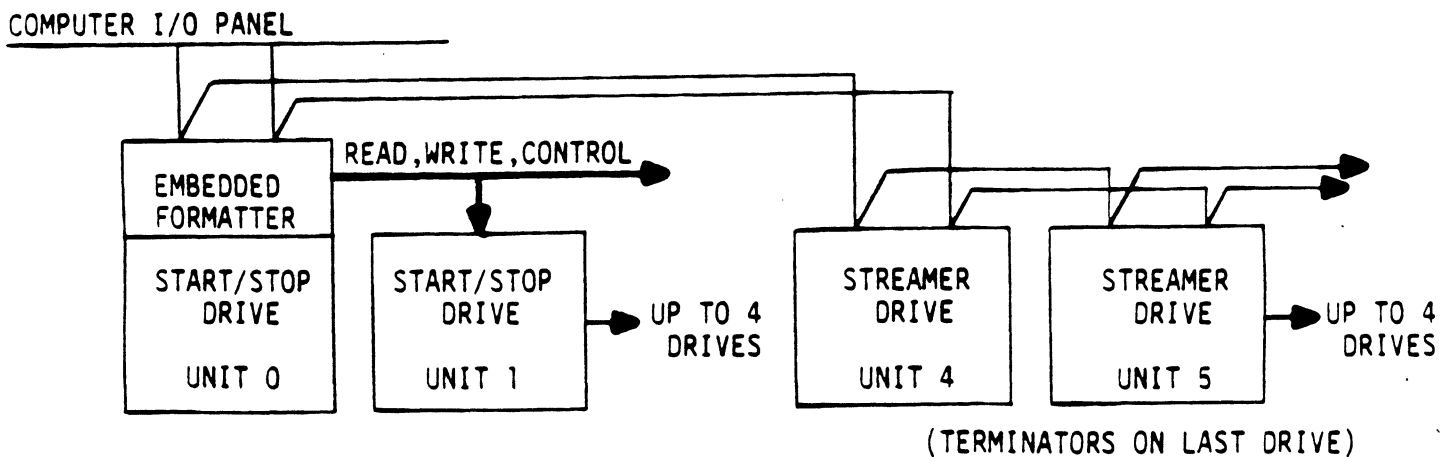 COMPUTER I/O PANEL
READ,WRITE,CONTROL
EMBEDDED
FORMATTER
START/STOP
DRIVE
UNIT 0
START/STOP
DRIVE
UNIT 1
UP TO 4
DRIVES
STREAMER
DRIVE
UNIT 4
STREAMER
DRIVE
UNIT 5
UP TO 4
DRIVES
(TERMINATORS ON LAST DRIVE)